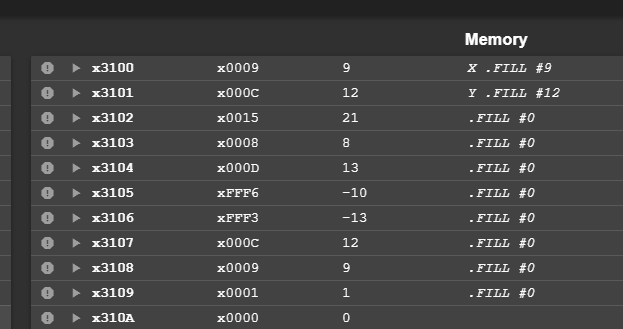 Memory
x3100 x0009 9 X .FILL #9
x3101 x000C 12 Y .FILL #12
x3102 x0015 21 .FILL #0
x3103 x0008 8 .FILL #0
x3104 x000D 13 .FILL #0
x3105 xFFF6 -10 .FILL #0
x3106 xFFF3 -13 .FILL #0
x3107 x000C 12 .FILL #0
x3108 x0009 9 .FILL #0
x3109 x0001 1 .FILL #0
x310A x0000 0